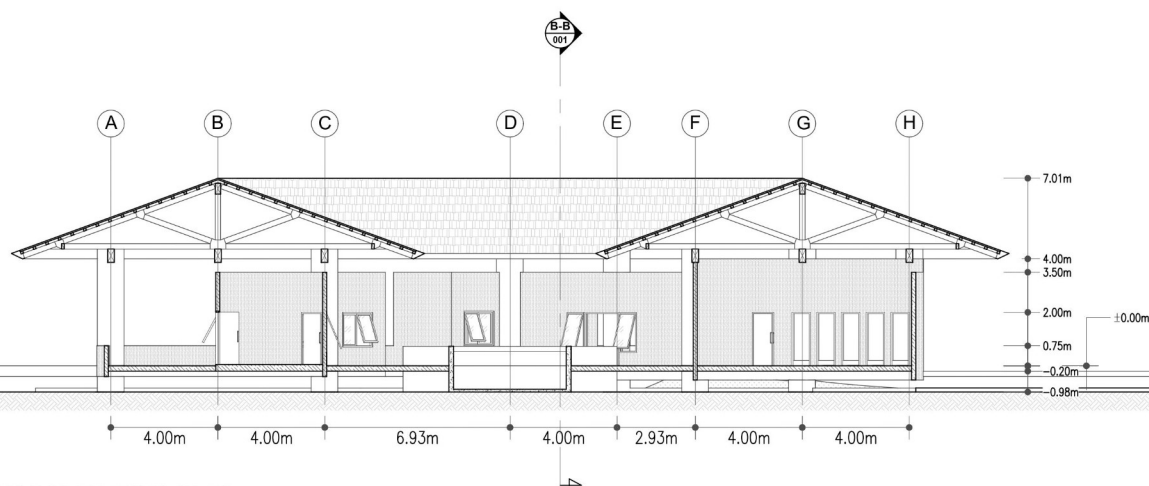 B-B
001
A B C D E F G H
7.01m
4.00m
3.50m
2.00m
±0.00m
0.75m
-0.20m
-0.98m
4.00m 4.00m 6.93m 4.00m 2.93m 4.00m 4.00m